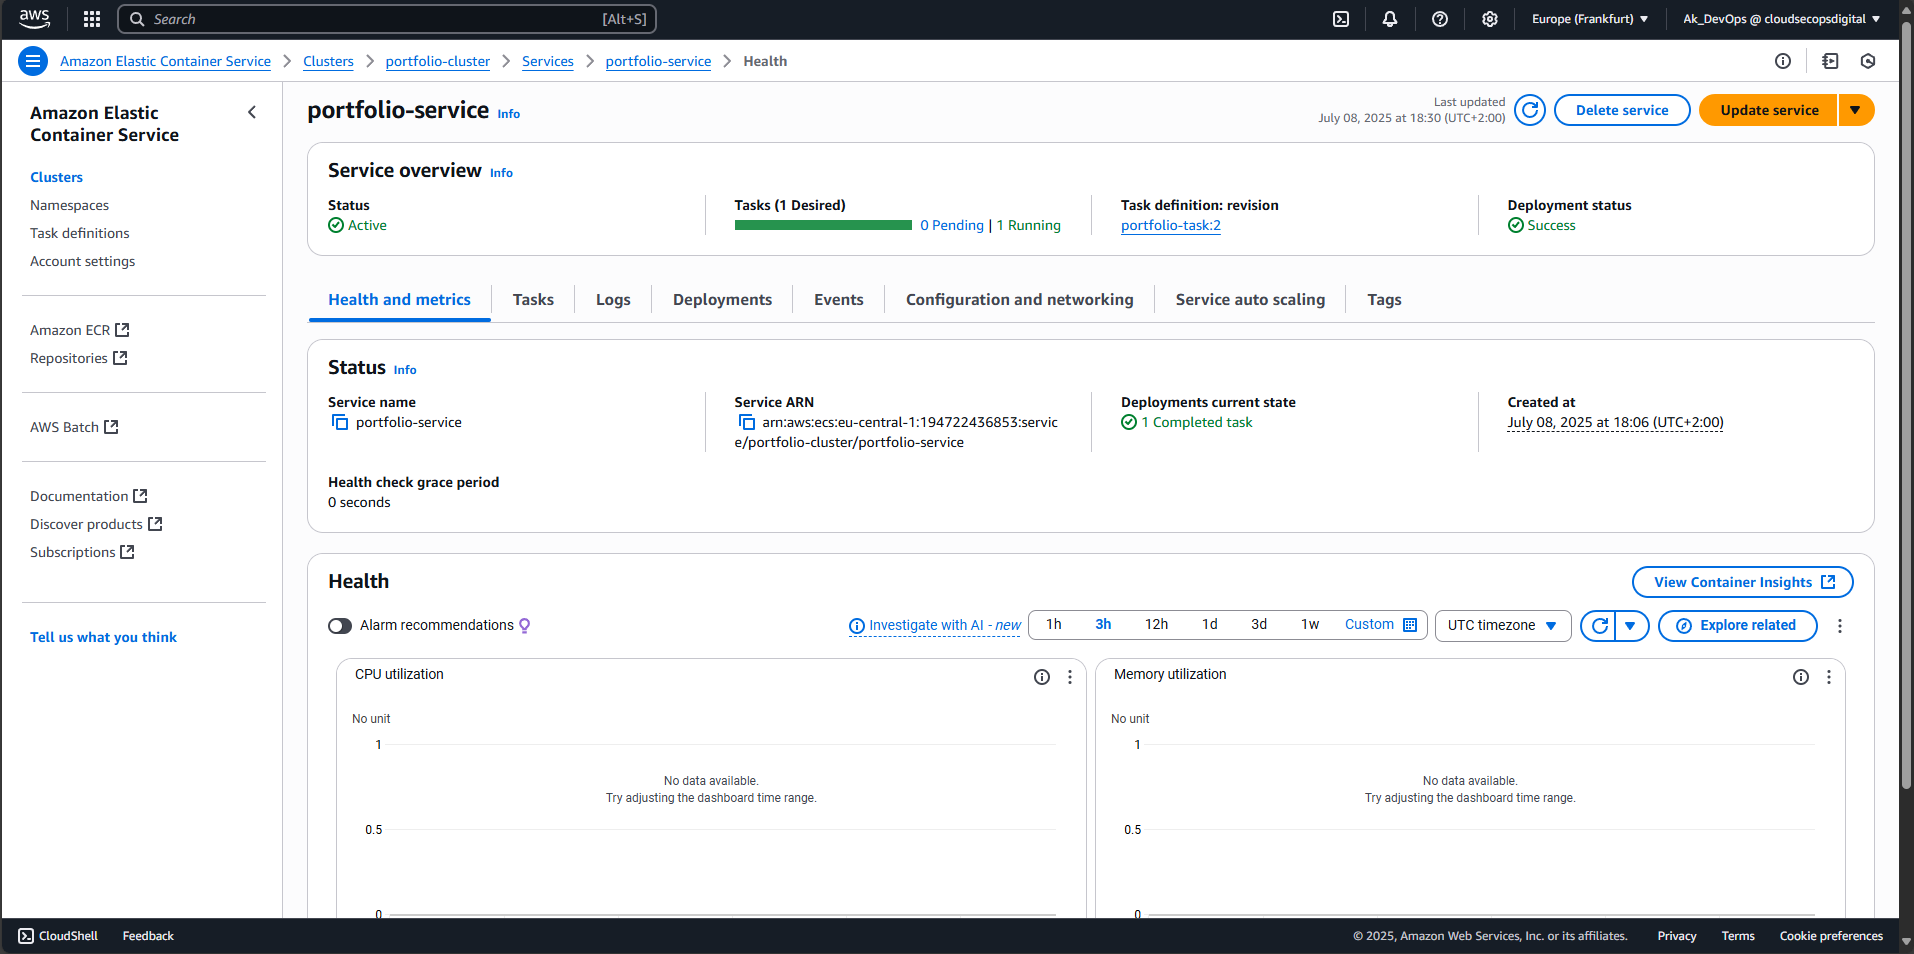 aws
Search [Alt+S]
Europe (Frankfurt)
Ak_DevOps @ cloudsecopsdigital
Amazon Elastic Container Service
Clusters
portfolio-cluster
Services
portfolio-service
Health
Amazon Elastic
Container Service
Clusters
Namespaces
Task definitions
Account settings
Amazon ECR
Repositories
AWS Batch
Documentation
Discover products
Subscriptions
Tell us what you think
portfolio-service Info
Last updated
July 08, 2025 at 18:30 (UTC+2:00)
Delete service
Update service
Service overview Info
Status
Active
Tasks (1 Desired)
0 Pending | 1 Running
Task definition: revision
portfolio-task:2
Deployment status
Success
Health and metrics
Tasks
Logs
Deployments
Events
Configuration and networking
Service auto scaling
Tags
Status Info
Service name
portfolio-service
Service ARN
arn:aws:ecs:eu-central-1:194722436853:servic
e/portfolio-cluster/portfolio-service
Deployments current state
1 Completed task
Created at
July 08, 2025 at 18:06 (UTC+2:00)
Health check grace period
0 seconds
Health
View Container Insights
Alarm recommendations
Investigate with AI - new
1h
3h
12h
1d
3d
1w
Custom
UTC timezone
Explore related
CPU utilization
No unit
1
No data available.
Try adjusting the dashboard time range.
0.5
0
Memory utilization
No unit
1
No data available.
Try adjusting the dashboard time range.
0.5
0
CloudShell
Feedback
© 2025, Amazon Web Services, Inc. or its affiliates.
Privacy
Terms
Cookie preferences